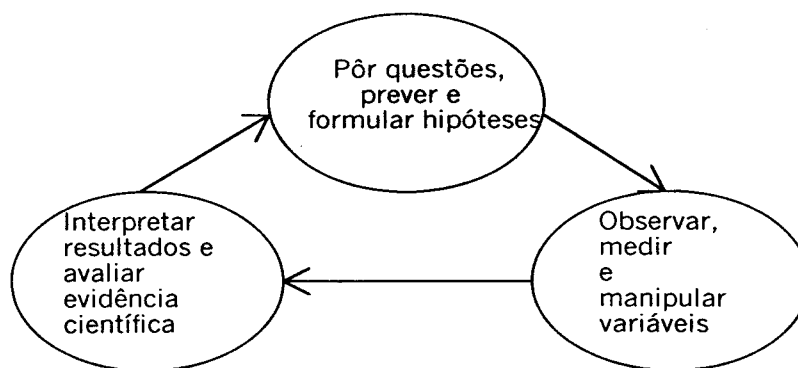 Pôr questões,
prever e
formular hipóteses
Interpretar
resultados e
avaliar
evidência
científica
Observar,
medir
e
manipular
variáveis